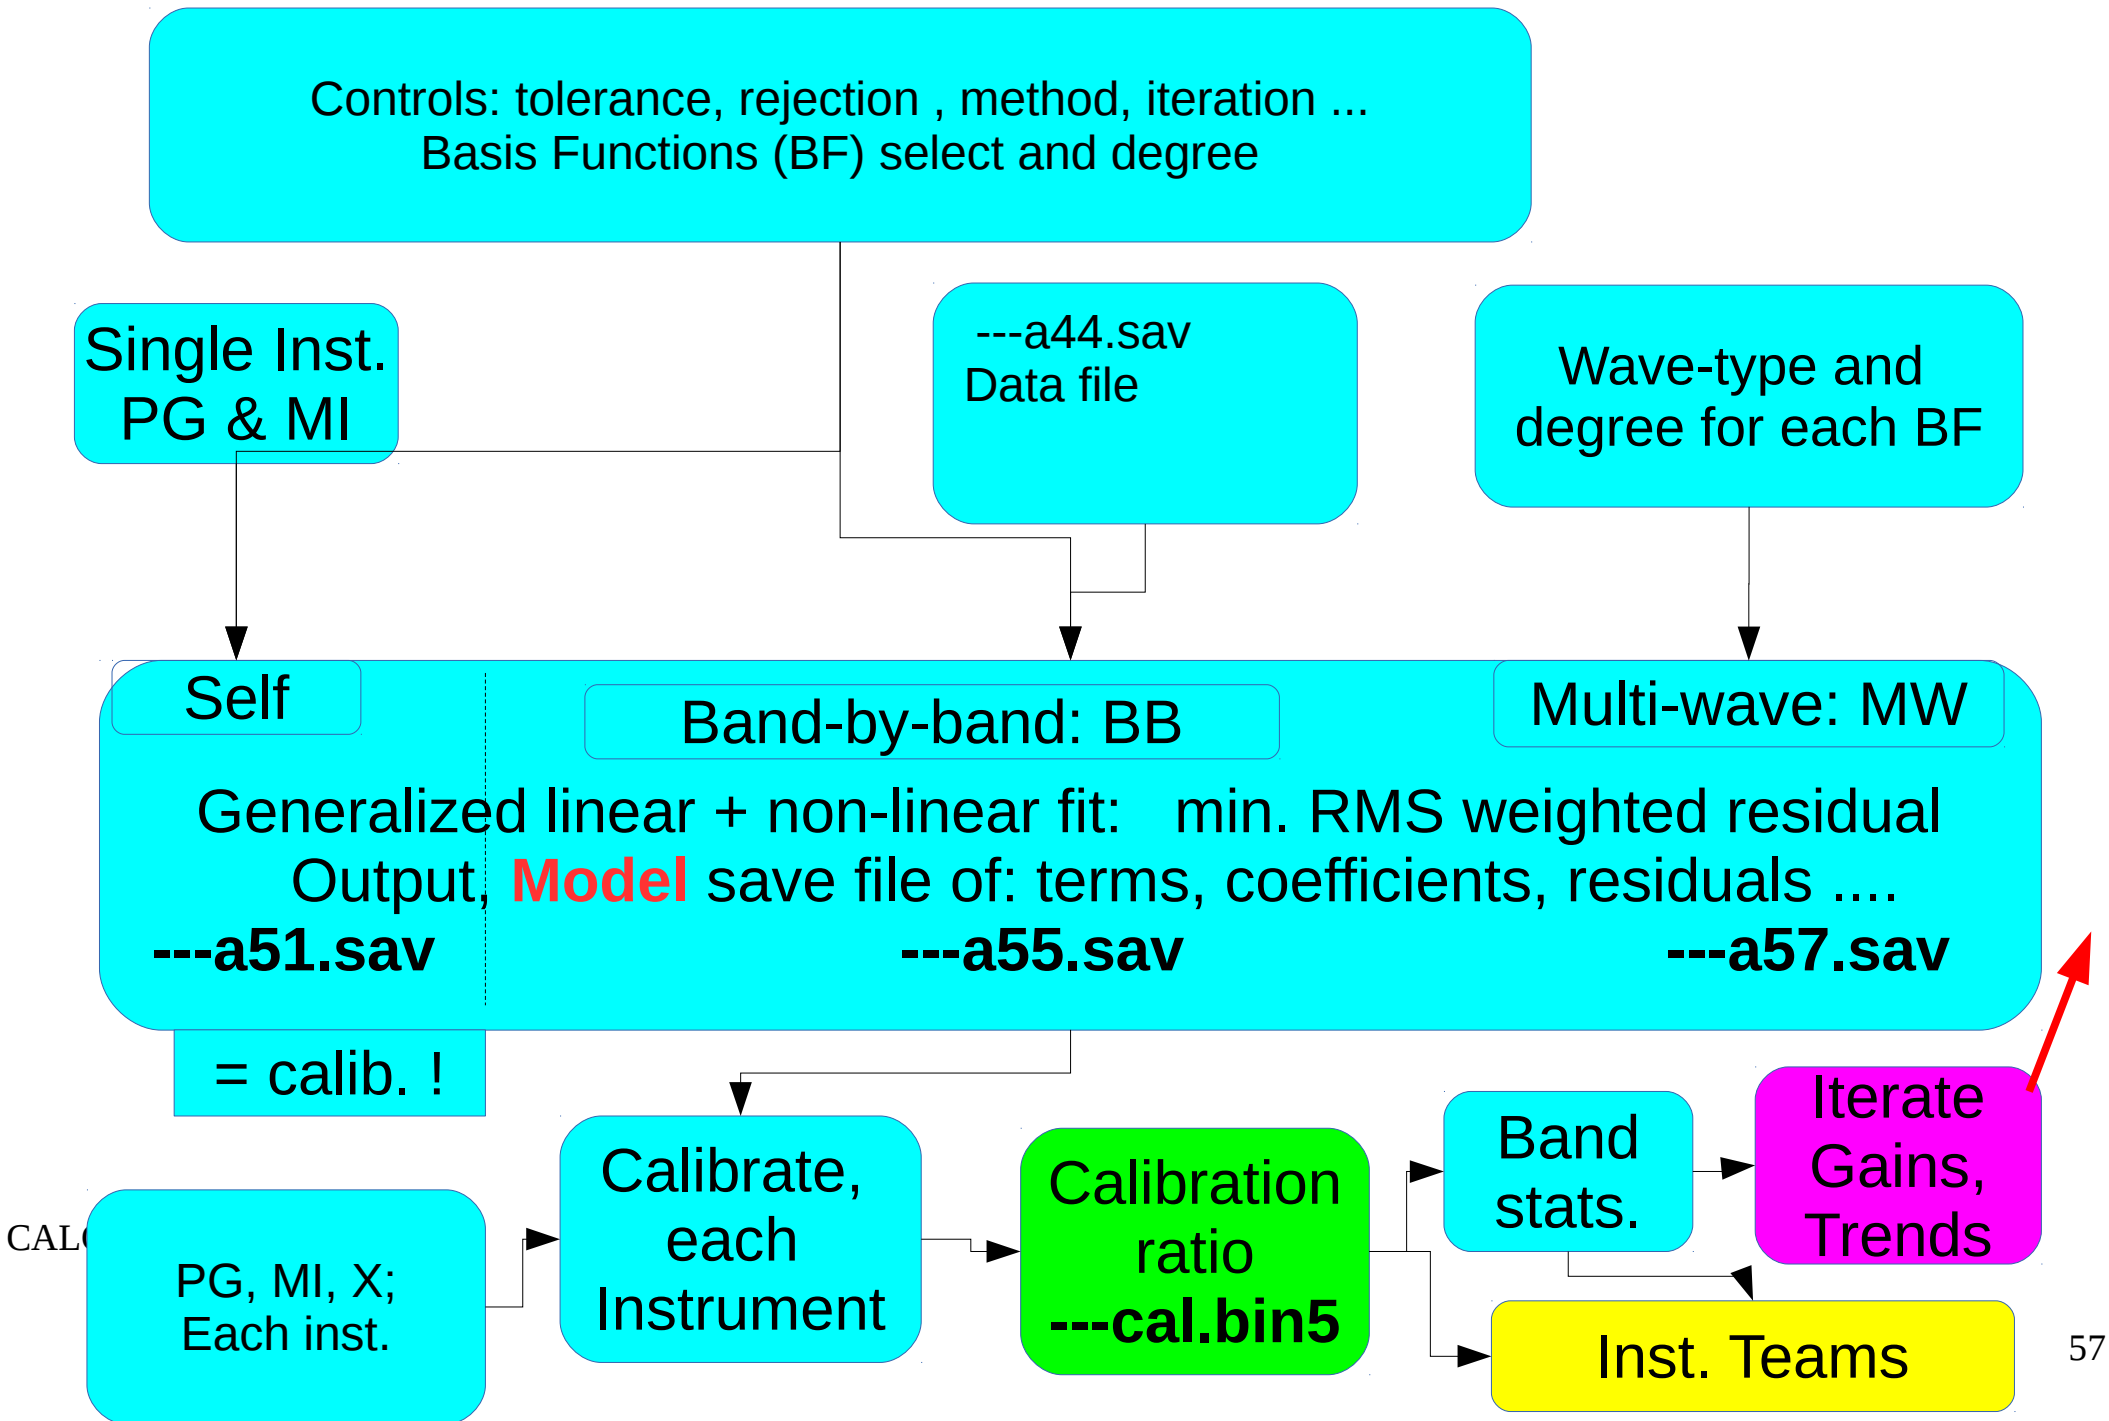 Controls: tolerance, rejection , method, iteration ...
Basis Functions (BF) select and degree
Single Inst.
PG & MI
---a44.sav
Data file
Wave-type and
degree for each BF
Self
Band-by-band: BB
Multi-wave: MW
Generalized linear + non-linear fit: min. RMS weighted residual
Output, Model save file of: terms, coefficients, residuals ....
---a51.sav ---a55.sav ---a57.sav
= calib. !
Calibrate,
each
Instrument
Calibration
ratio
---cal.bin5
Band
stats.
Iterate
Gains,
Trends
PG, MI, X;
Each inst.
Inst. Teams
57